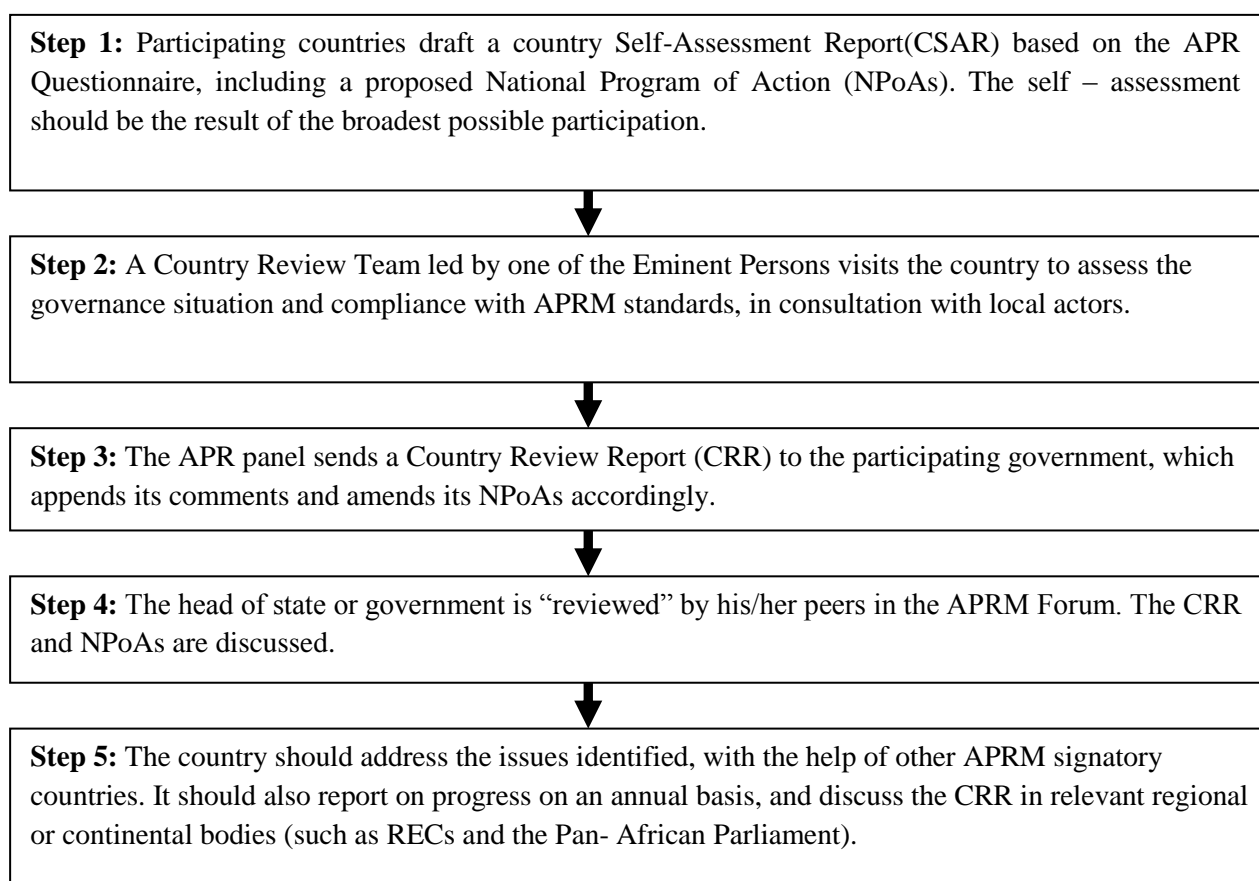 Step 1: Participating countries draft a country Self-Assessment Report(CSAR) based on the APR
Questionnaire, including a proposed National Program of Action (NPoAs). The self – assessment
should be the result of the broadest possible participation.
Step 2: A Country Review Team led by one of the Eminent Persons visits the country to assess the
governance situation and compliance with APRM standards, in consultation with local actors.
Step 3: The APR panel sends a Country Review Report (CRR) to the participating government, which
appends its comments and amends its NPoAs accordingly.
Step 4: The head of state or government is “reviewed” by his/her peers in the APRM Forum. The CRR
and NPoAs are discussed.
Step 5: The country should address the issues identified, with the help of other APRM signatory
countries. It should also report on progress on an annual basis, and discuss the CRR in relevant regional
or continental bodies (such as RECs and the Pan- African Parliament).